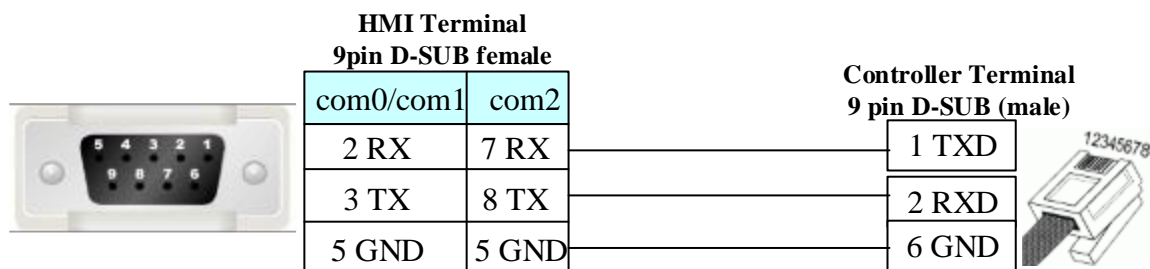 HMI Terminal
9pin D-SUB female
Controller Terminal
9 pin D-SUB (male)
com0/com1 com2
2 RX 7 RX 1 TXD
3 TX 8 TX 2 RXD
5 GND 5 GND 6 GND
5 4 3 2 1
9 8 7 6
12345678